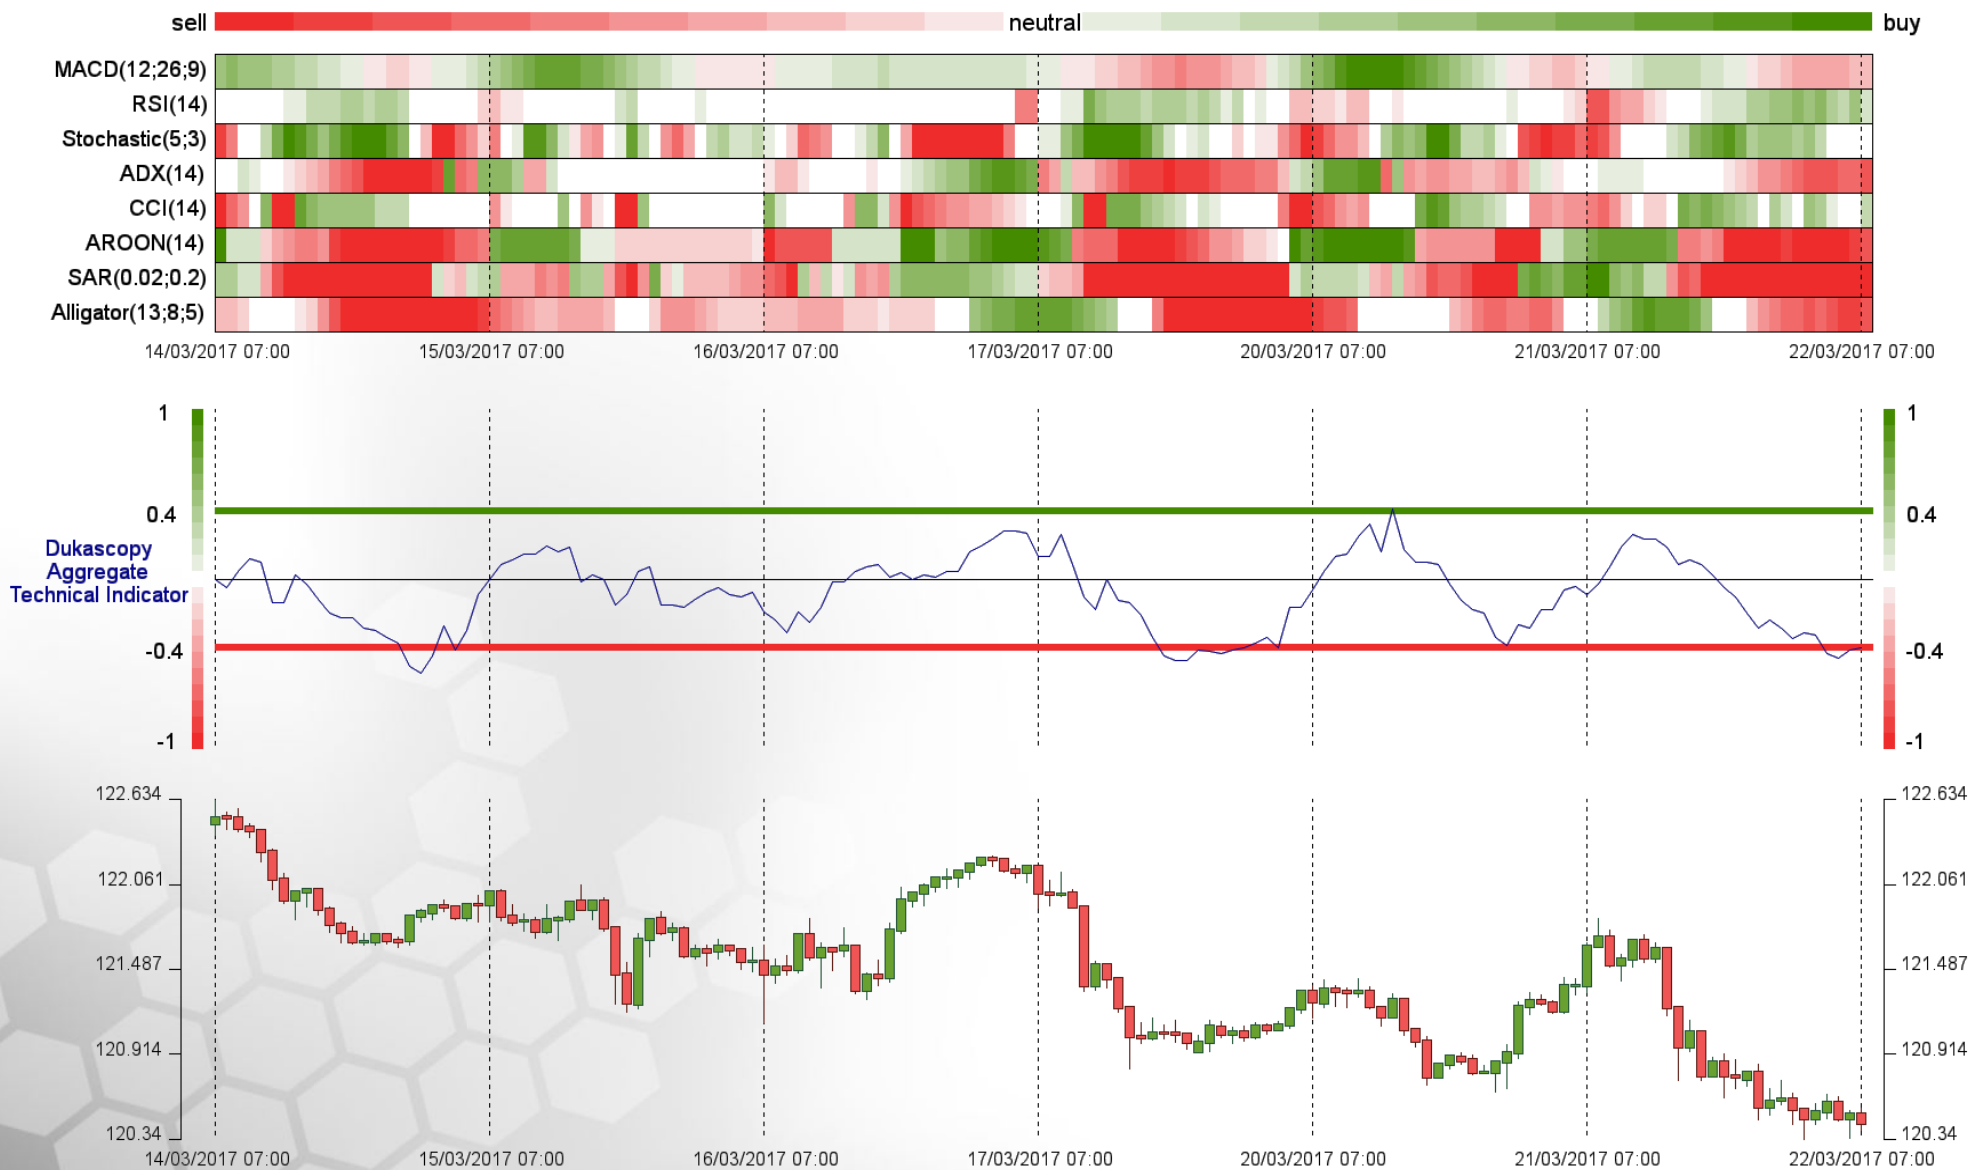 sell neutral buy
MACD(12;26;9)
RSI(14)
Stochastic(5;3)
ADX(14)
CCI(14)
AROON(14)
SAR(0.02;0.2)
Alligator(13;8;5)
14/03/2017 07:00 15/03/2017 07:00 16/03/2017 07:00 17/03/2017 07:00 20/03/2017 07:00 21/03/2017 07:00 22/03/2017 07:00
1 1
0.4 0.4
Dukascopy
Aggregate
Technical Indicator
-0.4 -0.4
-1 -1
122.634 122.634
122.061 122.061
121.487 121.487
120.914 120.914
120.34 120.34
14/03/2017 07:00 15/03/2017 07:00 16/03/2017 07:00 17/03/2017 07:00 20/03/2017 07:00 21/03/2017 07:00 22/03/2017 07:00